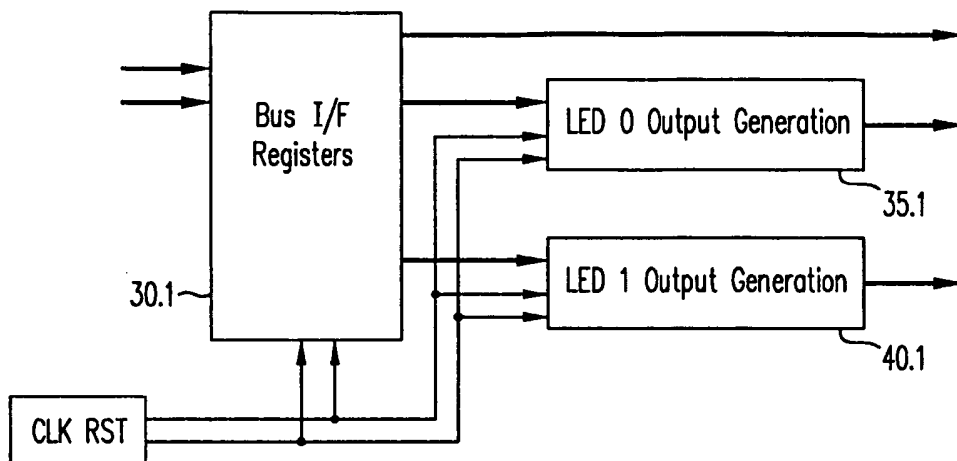 Bus I/F
Registers
LED 0 Output Generation
35.1
LED 1 Output Generation
30.1
40.1
CLK RST